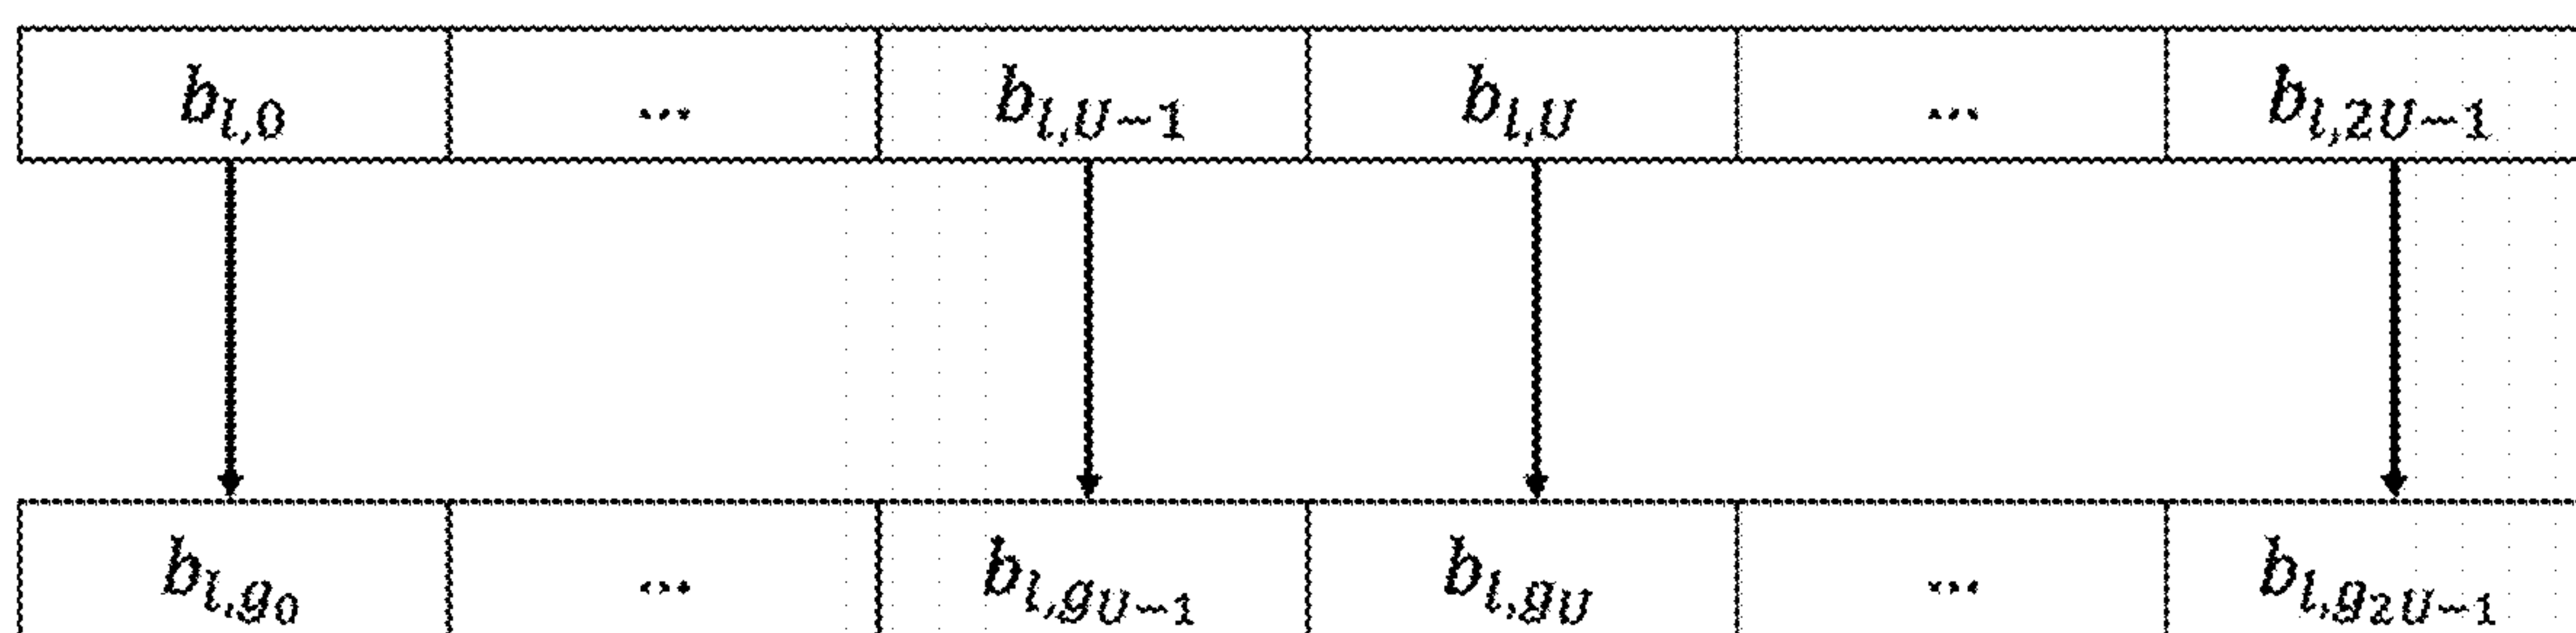 b_{l,0} ... b_{l,U-1} b_{l,U} ... b_{l,2U-1}
b_{l,g_0} ... b_{l,g_{U-1}} b_{l,g_U} ... b_{l,g_{2U-1}}